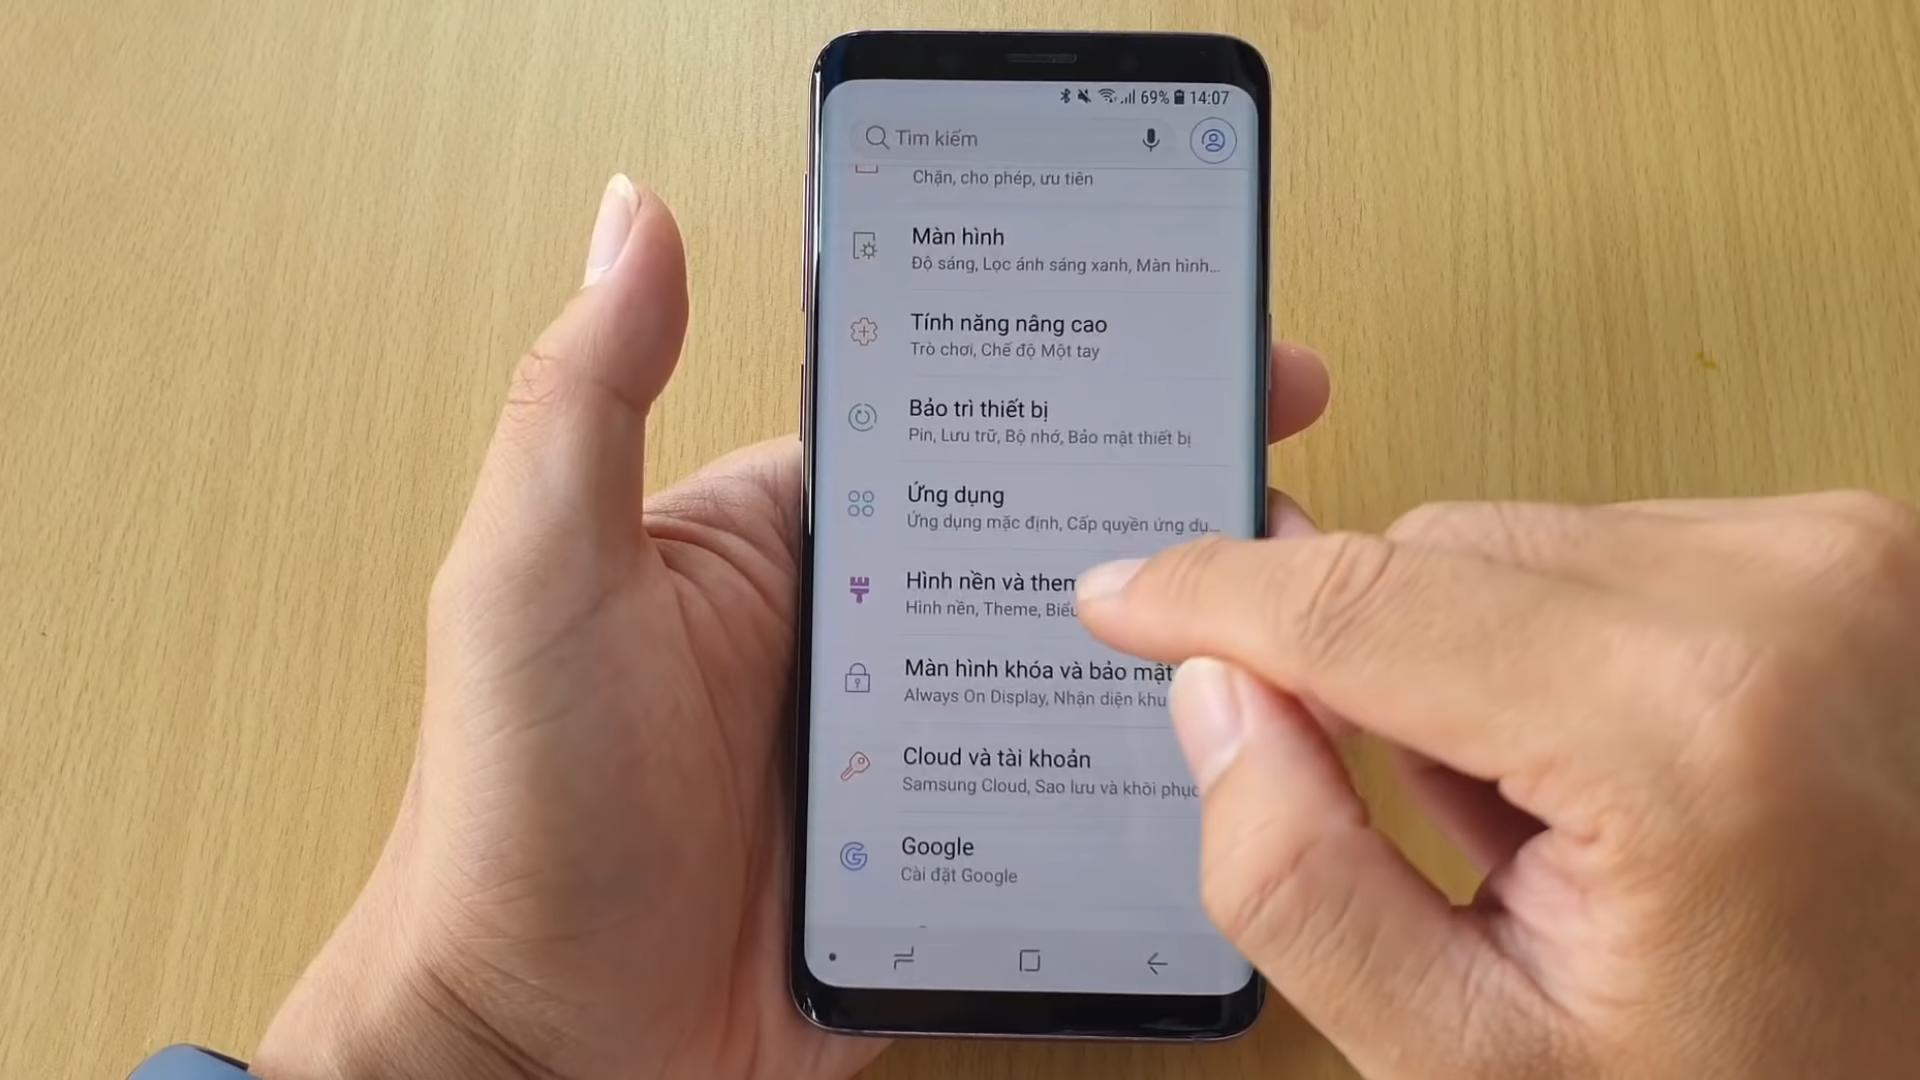 69% 14:07
Tìm kiếm
Chặn, cho phép, ưu tiên
Màn hình
Độ sáng, Lọc ánh sáng xanh, Màn hình...
Tính năng nâng cao
Trò chơi, Chế độ Một tay
Bảo trì thiết bị
Pin, Lưu trữ, Bộ nhớ, Bảo mật thiết bị
Ứng dụng
Ứng dụng mặc định, Cấp quyền ứng dụ...
Hình nền và them
Hình nền, Theme, Biểu
Màn hình khóa và bảo mật
Always On Display, Nhận diện khu
Cloud và tài khoản
Samsung Cloud, Sao lưu và khôi phục
Google
Cài đặt Google